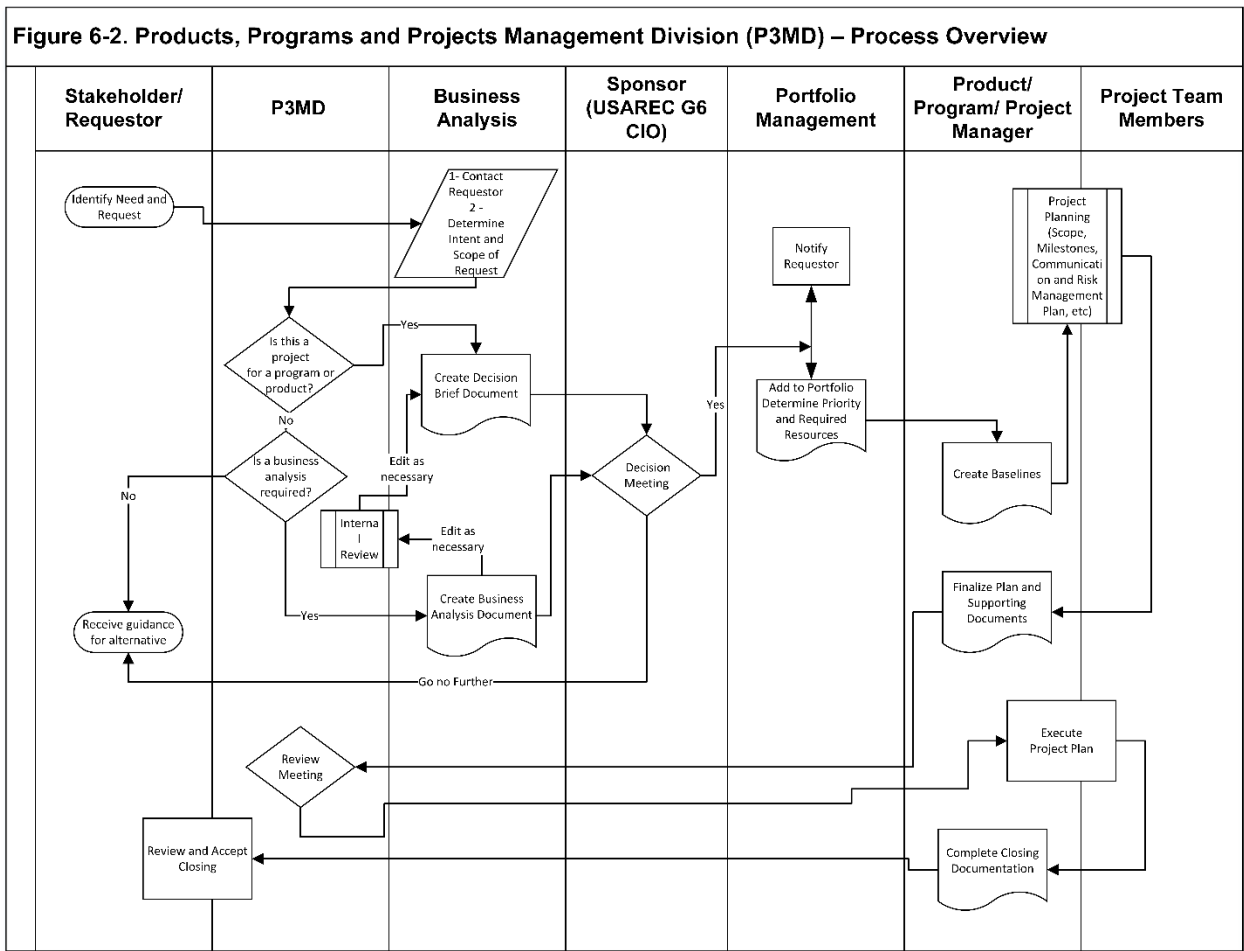 Figure 6-2. Products, Programs and Projects Management Division (P3MD) – Process Overview
Stakeholder/
Requestor
P3MD
Business
Analysis
Sponsor
(USAREC G6
CIO)
Portfolio
Management
Product/
Program/ Project
Manager
Project Team
Members
Identify Need and
Request
1- Contact
Requestor
2 -
Determine
Intent and
Scope of
Request
Notify
Requestor
Project
Planning
(Scope,
Milestones,
Communicati
on and Risk
Management
Plan, etc)
Is this a
project
for a program or
product?
Yes
Create Decision
Brief Document
Yes
Add to Portfolio
Determine Priority
and Required
Resources
No
Is a business
analysis
required?
Edit as
necessary
Decision
Meeting
Create Baselines
No
Interna
l
Review
Edit as
necessary
Yes
Create Business
Analysis Document
Finalize Plan and
Supporting
Documents
Receive guidance
for alternative
Go no Further
Review
Meeting
Execute
Project Plan
Review and Accept
Closing
Complete Closing
Documentation